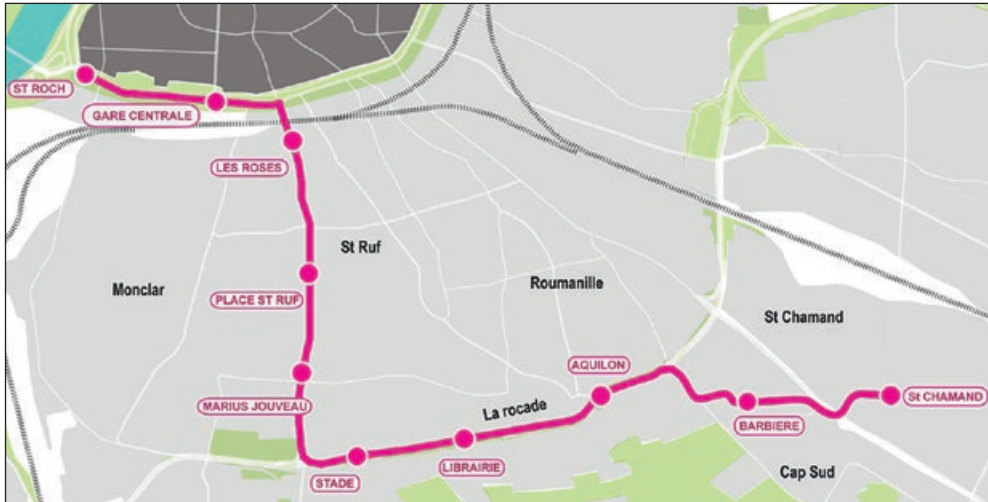 ST ROCH
GARE CENTRALE
LES ROSES
St Ruf
PLACE ST RUF
Monclar
Roumanille
St Chamand
MARIUS JOUVEAU
AQUILON
La rocade
St CHAMAND
BARBIERE
LIBRAIRIE
STADE
Cap Sud